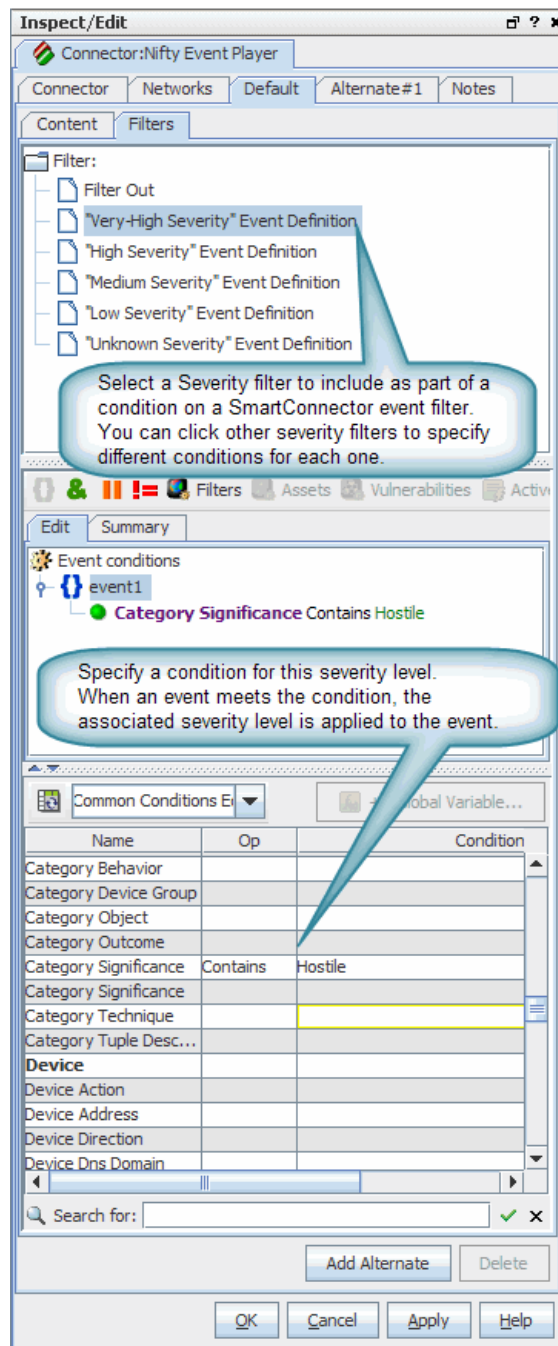 Inspect/Edit
Connector:Nifty Event Player
Connector Networks Default Alternate#1 Notes
Content Filters
Filter:
Filter Out
"Very-High Severity" Event Definition
"High Severity" Event Definition
"Medium Severity" Event Definition
"Low Severity" Event Definition
"Unknown Severity" Event Definition
Select a Severity filter to include as part of a
condition on a SmartConnector event filter.
You can click other severity filters to specify
different conditions for each one.
& != Filters Assets Vulnerabilities Activ
Edit Summary
Event conditions
event1
Category Significance Contains Hostile
Specify a condition for this severity level.
When an event meets the condition, the
associated severity level is applied to the event.
Common Conditions E Global Variable...
Name Op Condition
Category Behavior
Category Device Group
Category Object
Category Outcome
Category Significance Contains Hostile
Category Significance
Category Technique
Category Tuple Desc...
Device
Device Action
Device Address
Device Direction
Device Dns Domain
Search for:
Add Alternate Delete
OK Cancel Apply Help